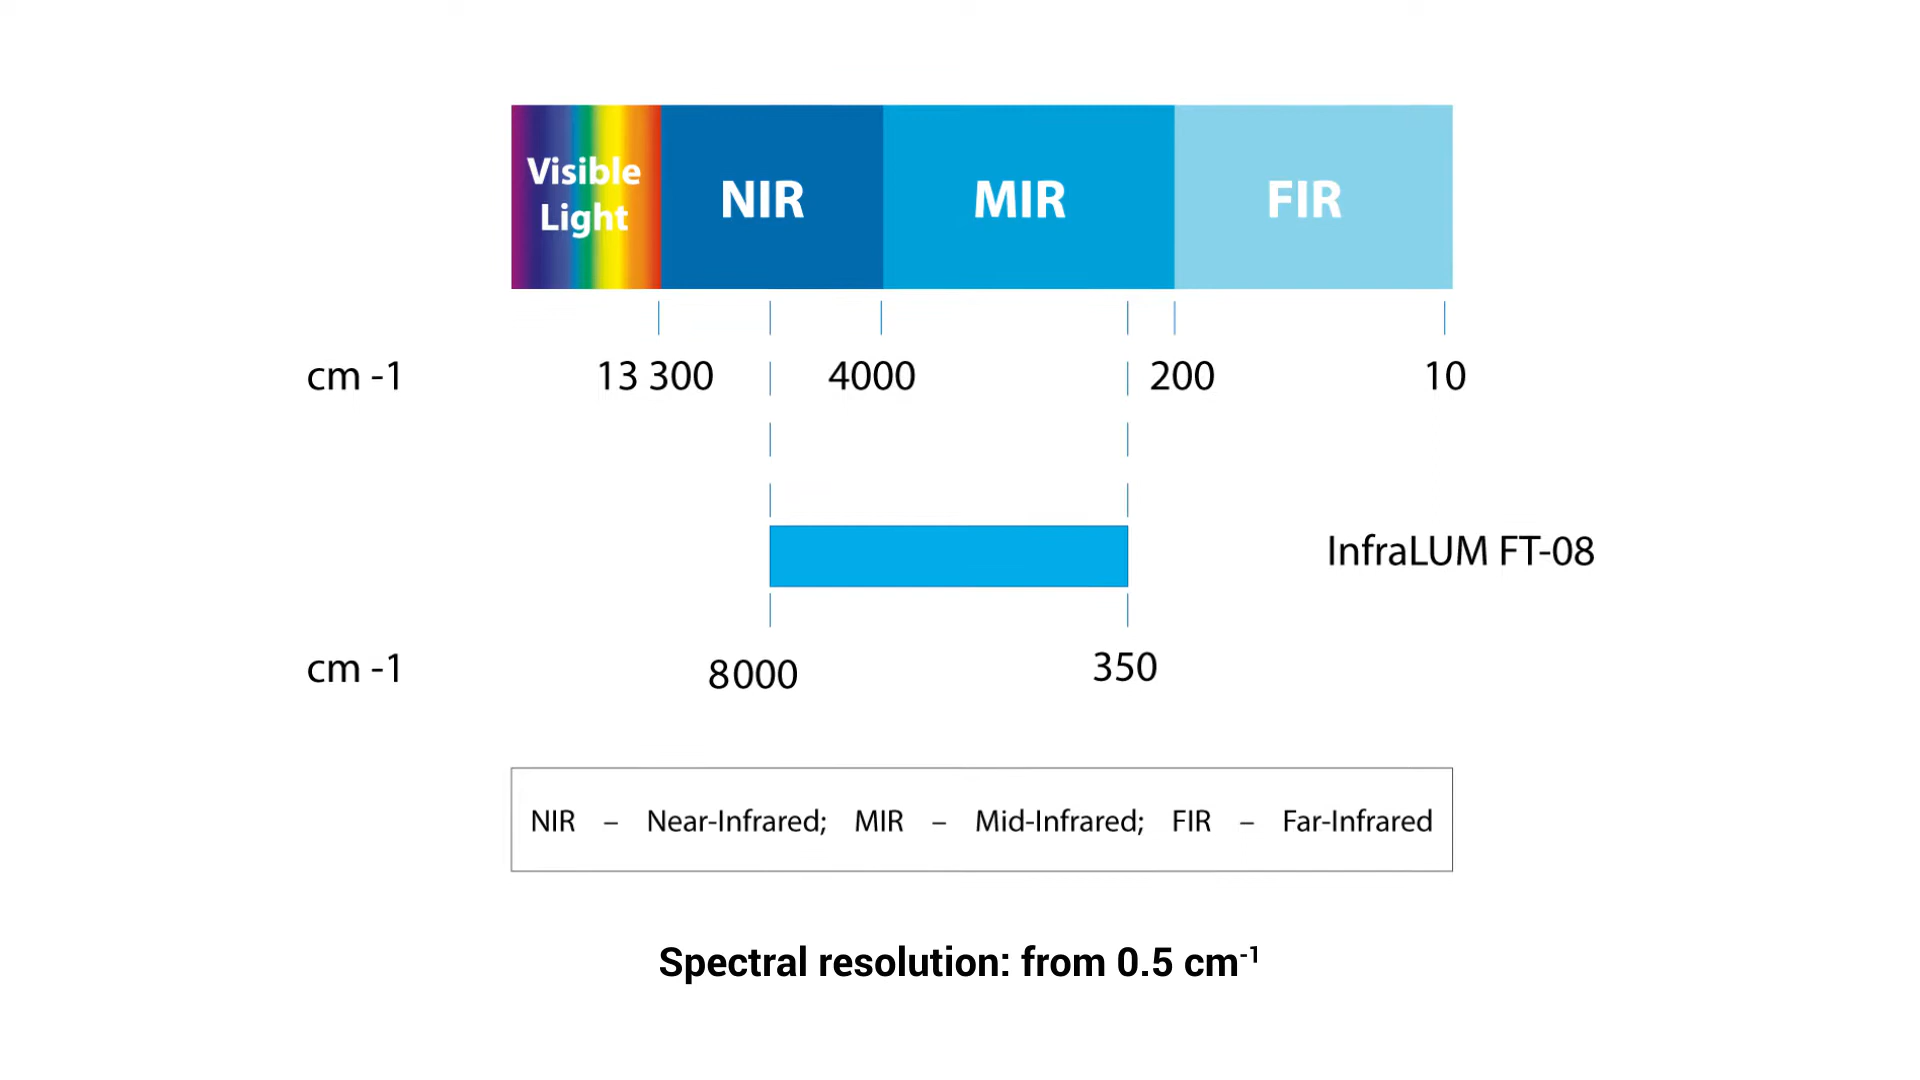 Visible
Light
NIR
MIR
FIR
cm -1
13 300
4000
200
10
InfraLUM FT-08
cm -1
8000
350
NIR – Near-Infrared; MIR – Mid-Infrared; FIR – Far-Infrared
Spectral resolution: from 0.5 cm⁻¹